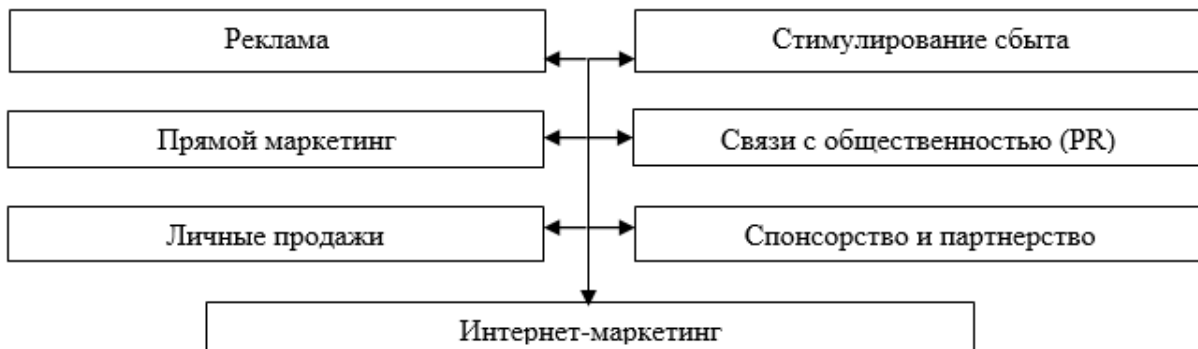 Реклама
Стимулирование сбыта
Прямой маркетинг
Связи с общественностью (PR)
Личные продажи
Спонсорство и партнерство
Интернет-маркетинг